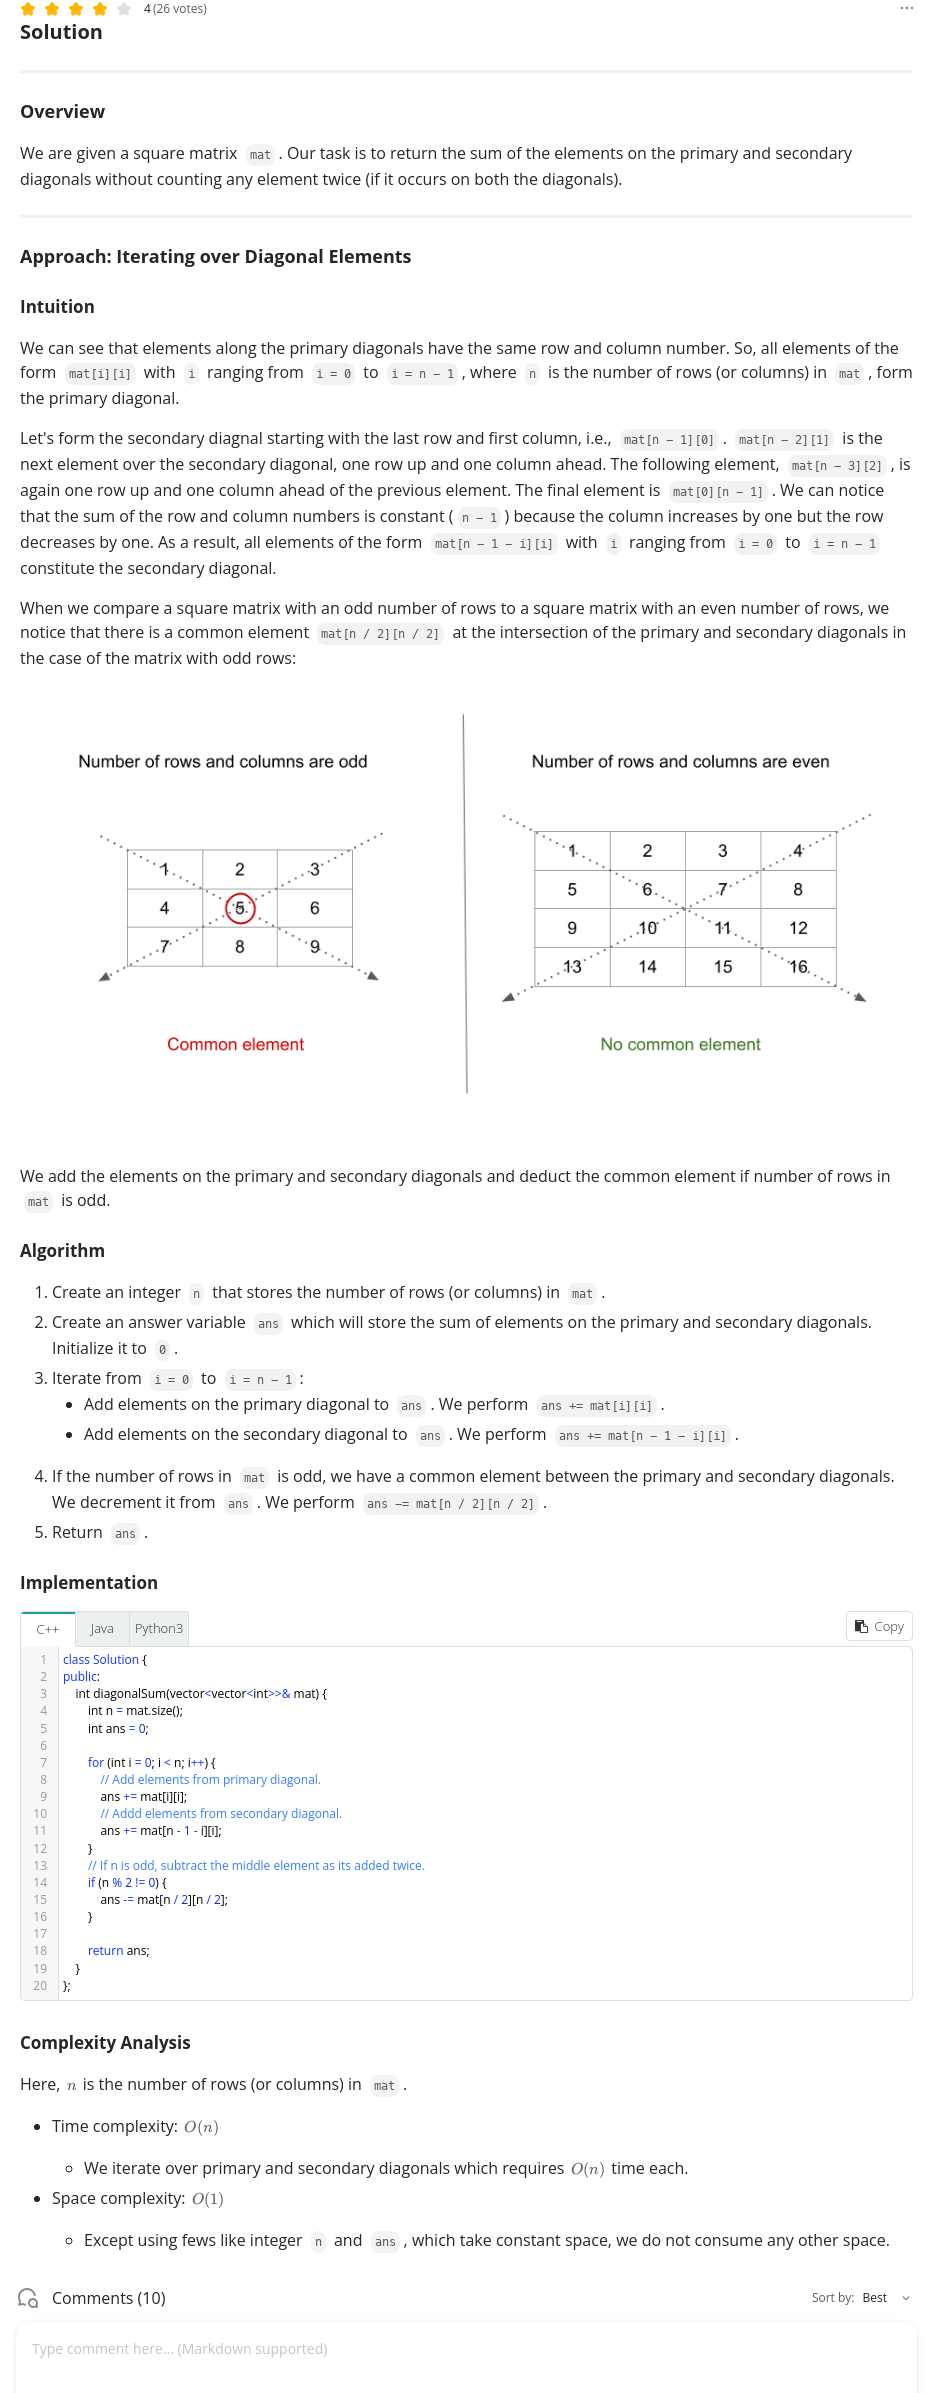 4 (26 votes)
Solution
Overview
We are given a square matrix mat . Our task is to return the sum of the elements on the primary and secondary
diagonals without counting any element twice (if it occurs on both the diagonals).
Approach: Iterating over Diagonal Elements
Intuition
We can see that elements along the primary diagonals have the same row and column number. So, all elements of the
form mat[i][i] with i ranging from i = 0 to i = n − 1 , where n is the number of rows (or columns) in mat , form
the primary diagonal.
Let's form the secondary diagnal starting with the last row and first column, i.e., mat[n − 1][0] . mat[n − 2][1] is the
next element over the secondary diagonal, one row up and one column ahead. The following element, mat[n − 3][2] , is
again one row up and one column ahead of the previous element. The final element is mat[0][n − 1] . We can notice
that the sum of the row and column numbers is constant ( n − 1 ) because the column increases by one but the row
decreases by one. As a result, all elements of the form mat[n − 1 − i][i] with i ranging from i = 0 to i = n − 1
constitute the secondary diagonal.
When we compare a square matrix with an odd number of rows to a square matrix with an even number of rows, we
notice that there is a common element mat[n / 2][n / 2] at the intersection of the primary and secondary diagonals in
the case of the matrix with odd rows:
Number of rows and columns are odd
1 2 3
4 5 6
7 8 9
Common element
Number of rows and columns are even
1 2 3 4
5 6 7 8
9 10 11 12
13 14 15 16
No common element
We add the elements on the primary and secondary diagonals and deduct the common element if number of rows in
mat is odd.
Algorithm
1. Create an integer n that stores the number of rows (or columns) in mat .
2. Create an answer variable ans which will store the sum of elements on the primary and secondary diagonals.
Initialize it to 0 .
3. Iterate from i = 0 to i = n − 1 :
• Add elements on the primary diagonal to ans . We perform ans += mat[i][i] .
• Add elements on the secondary diagonal to ans . We perform ans += mat[n − 1 − i][i] .
4. If the number of rows in mat is odd, we have a common element between the primary and secondary diagonals.
We decrement it from ans . We perform ans −= mat[n / 2][n / 2] .
5. Return ans .
Implementation
C++ Java Python3 Copy
1 class Solution {
2 public:
3 int diagonalSum(vector<vector<int>>& mat) {
4 int n = mat.size();
5 int ans = 0;
6
7 for (int i = 0; i < n; i++) {
8 // Add elements from primary diagonal.
9 ans += mat[i][i];
10 // Addd elements from secondary diagonal.
11 ans += mat[n - 1 - i][i];
12 }
13 // If n is odd, subtract the middle element as its added twice.
14 if (n % 2 != 0) {
15 ans -= mat[n / 2][n / 2];
16 }
17
18 return ans;
19 }
20 };
Complexity Analysis
Here, n is the number of rows (or columns) in mat .
• Time complexity: O(n)
◦ We iterate over primary and secondary diagonals which requires O(n) time each.
• Space complexity: O(1)
◦ Except using fews like integer n and ans , which take constant space, we do not consume any other space.
Comments (10) Sort by: Best
Type comment here... (Markdown supported)